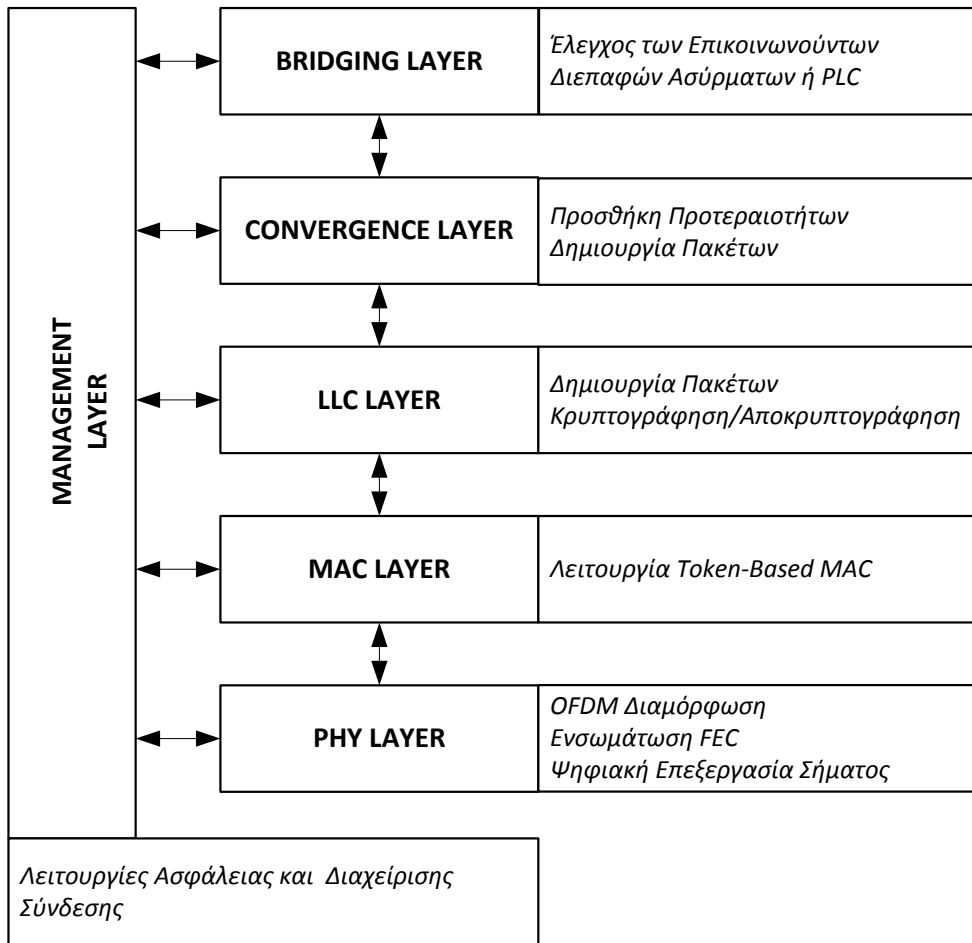 BRIDGING LAYER
Έλεγχος των Επικοινωνούντων
Διεπαφών Ασύρματων ή PLC
CONVERGENCE LAYER
Προσθήκη Προτεραιοτήτων
Δημιουργία Πακέτων
MANAGEMENT
LAYER
LLC LAYER
Δημιουργία Πακέτων
Κρυπτογράφηση/Αποκρυπτογράφηση
MAC LAYER
Λειτουργία Token-Based MAC
PHY LAYER
OFDM Διαμόρφωση
Ενσωμάτωση FEC
Ψηφιακή Επεξεργασία Σήματος
Λειτουργίες Ασφάλειας και Διαχείρισης
Σύνδεσης